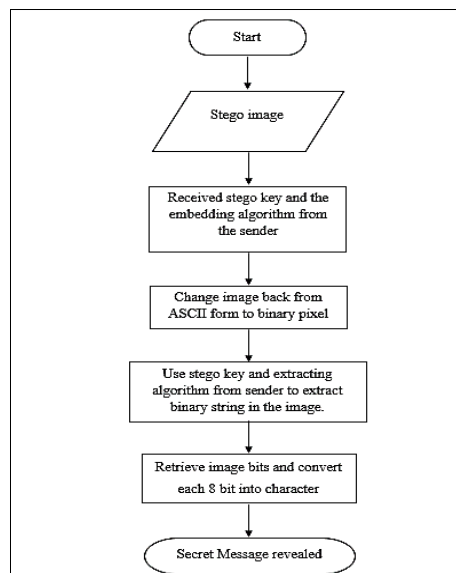 Start
Stego image
Received stego key and the
embedding algorithm from
the sender
Change image back from
ASCII form to binary pixel
Use stego key and extracting
algorithm from sender to extract
binary string in the image.
Retrieve image bits and convert
each 8 bit into character
Secret Message revealed